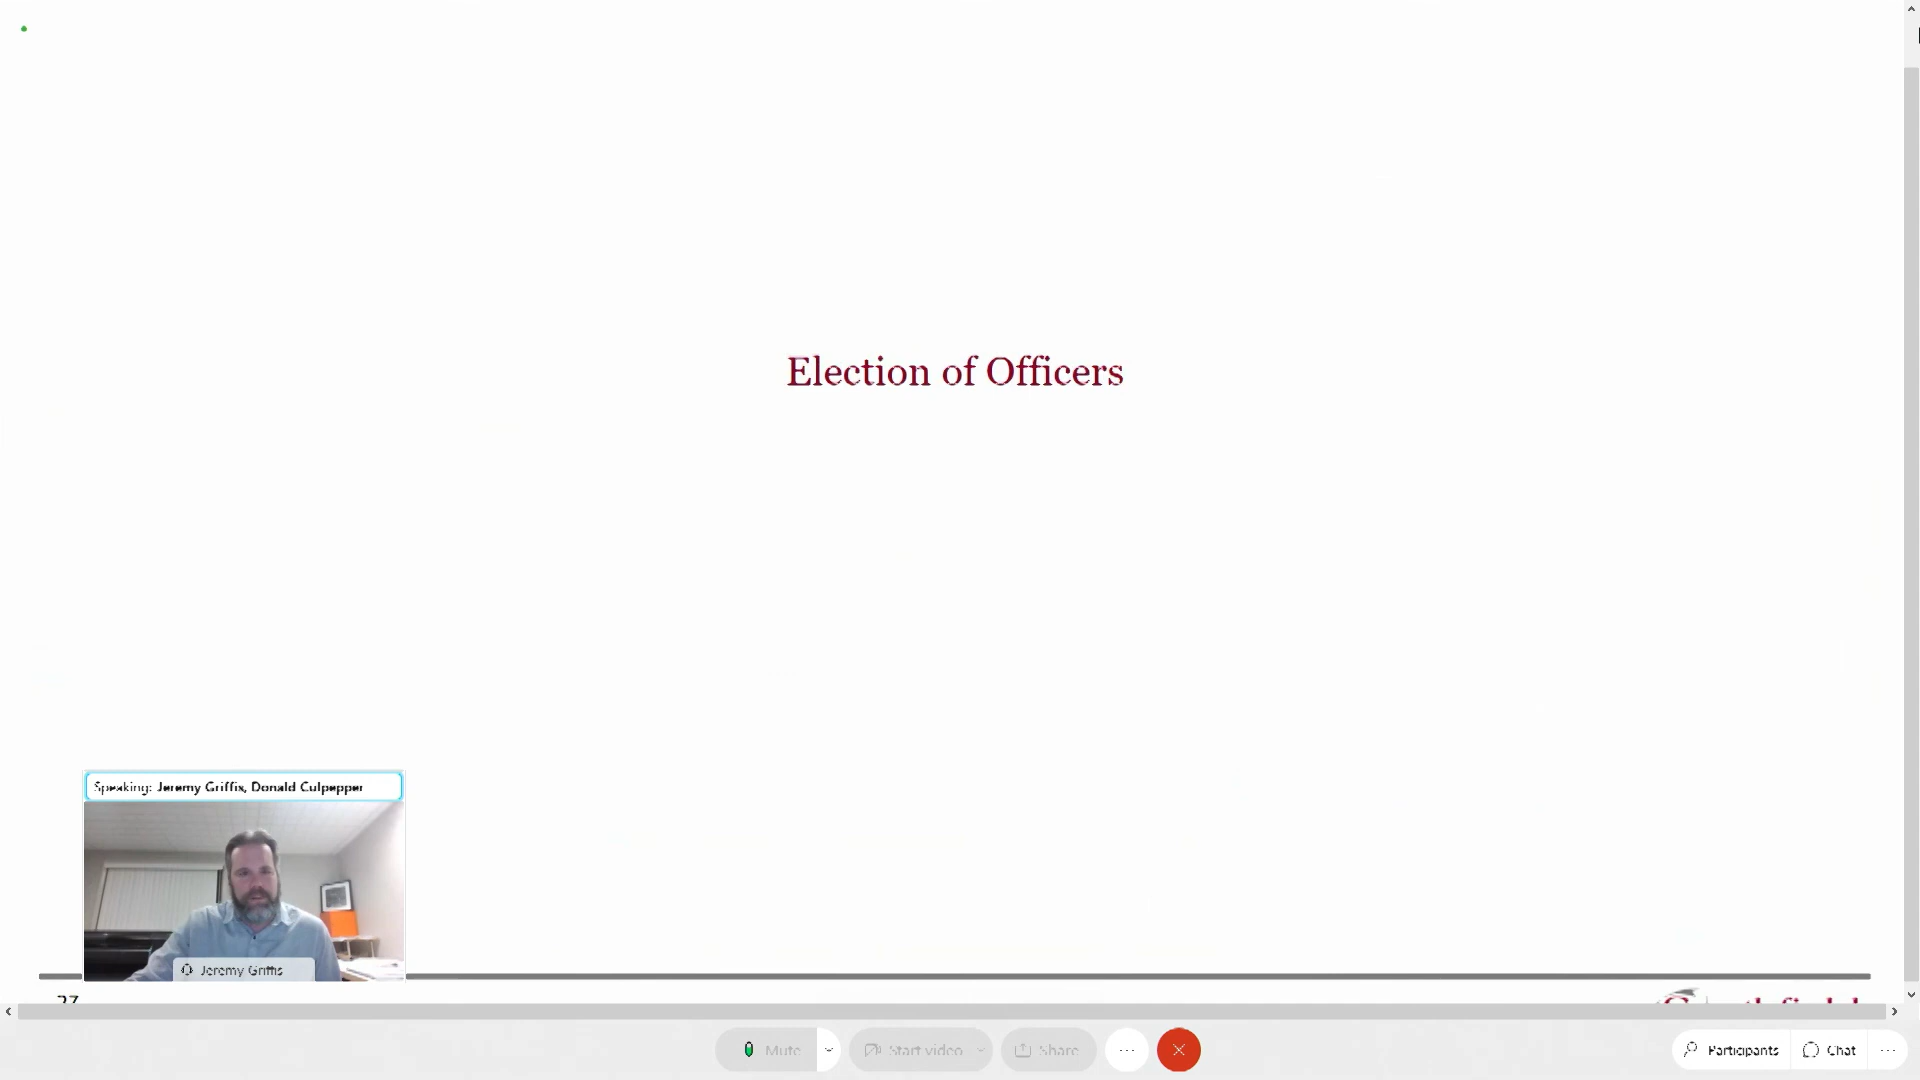 Election of Officers
Speaking: Jeremy Griffis, Donald Culpepper
Jeremy Griffis
Mute
Start video
Share
Participants
Chat